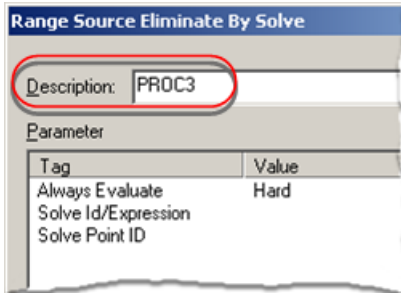 Range Source Eliminate By Solve
Description: PROC3
Parameter
Tag Value
Always Evaluate Hard
Solve Id/Expression
Solve Point ID